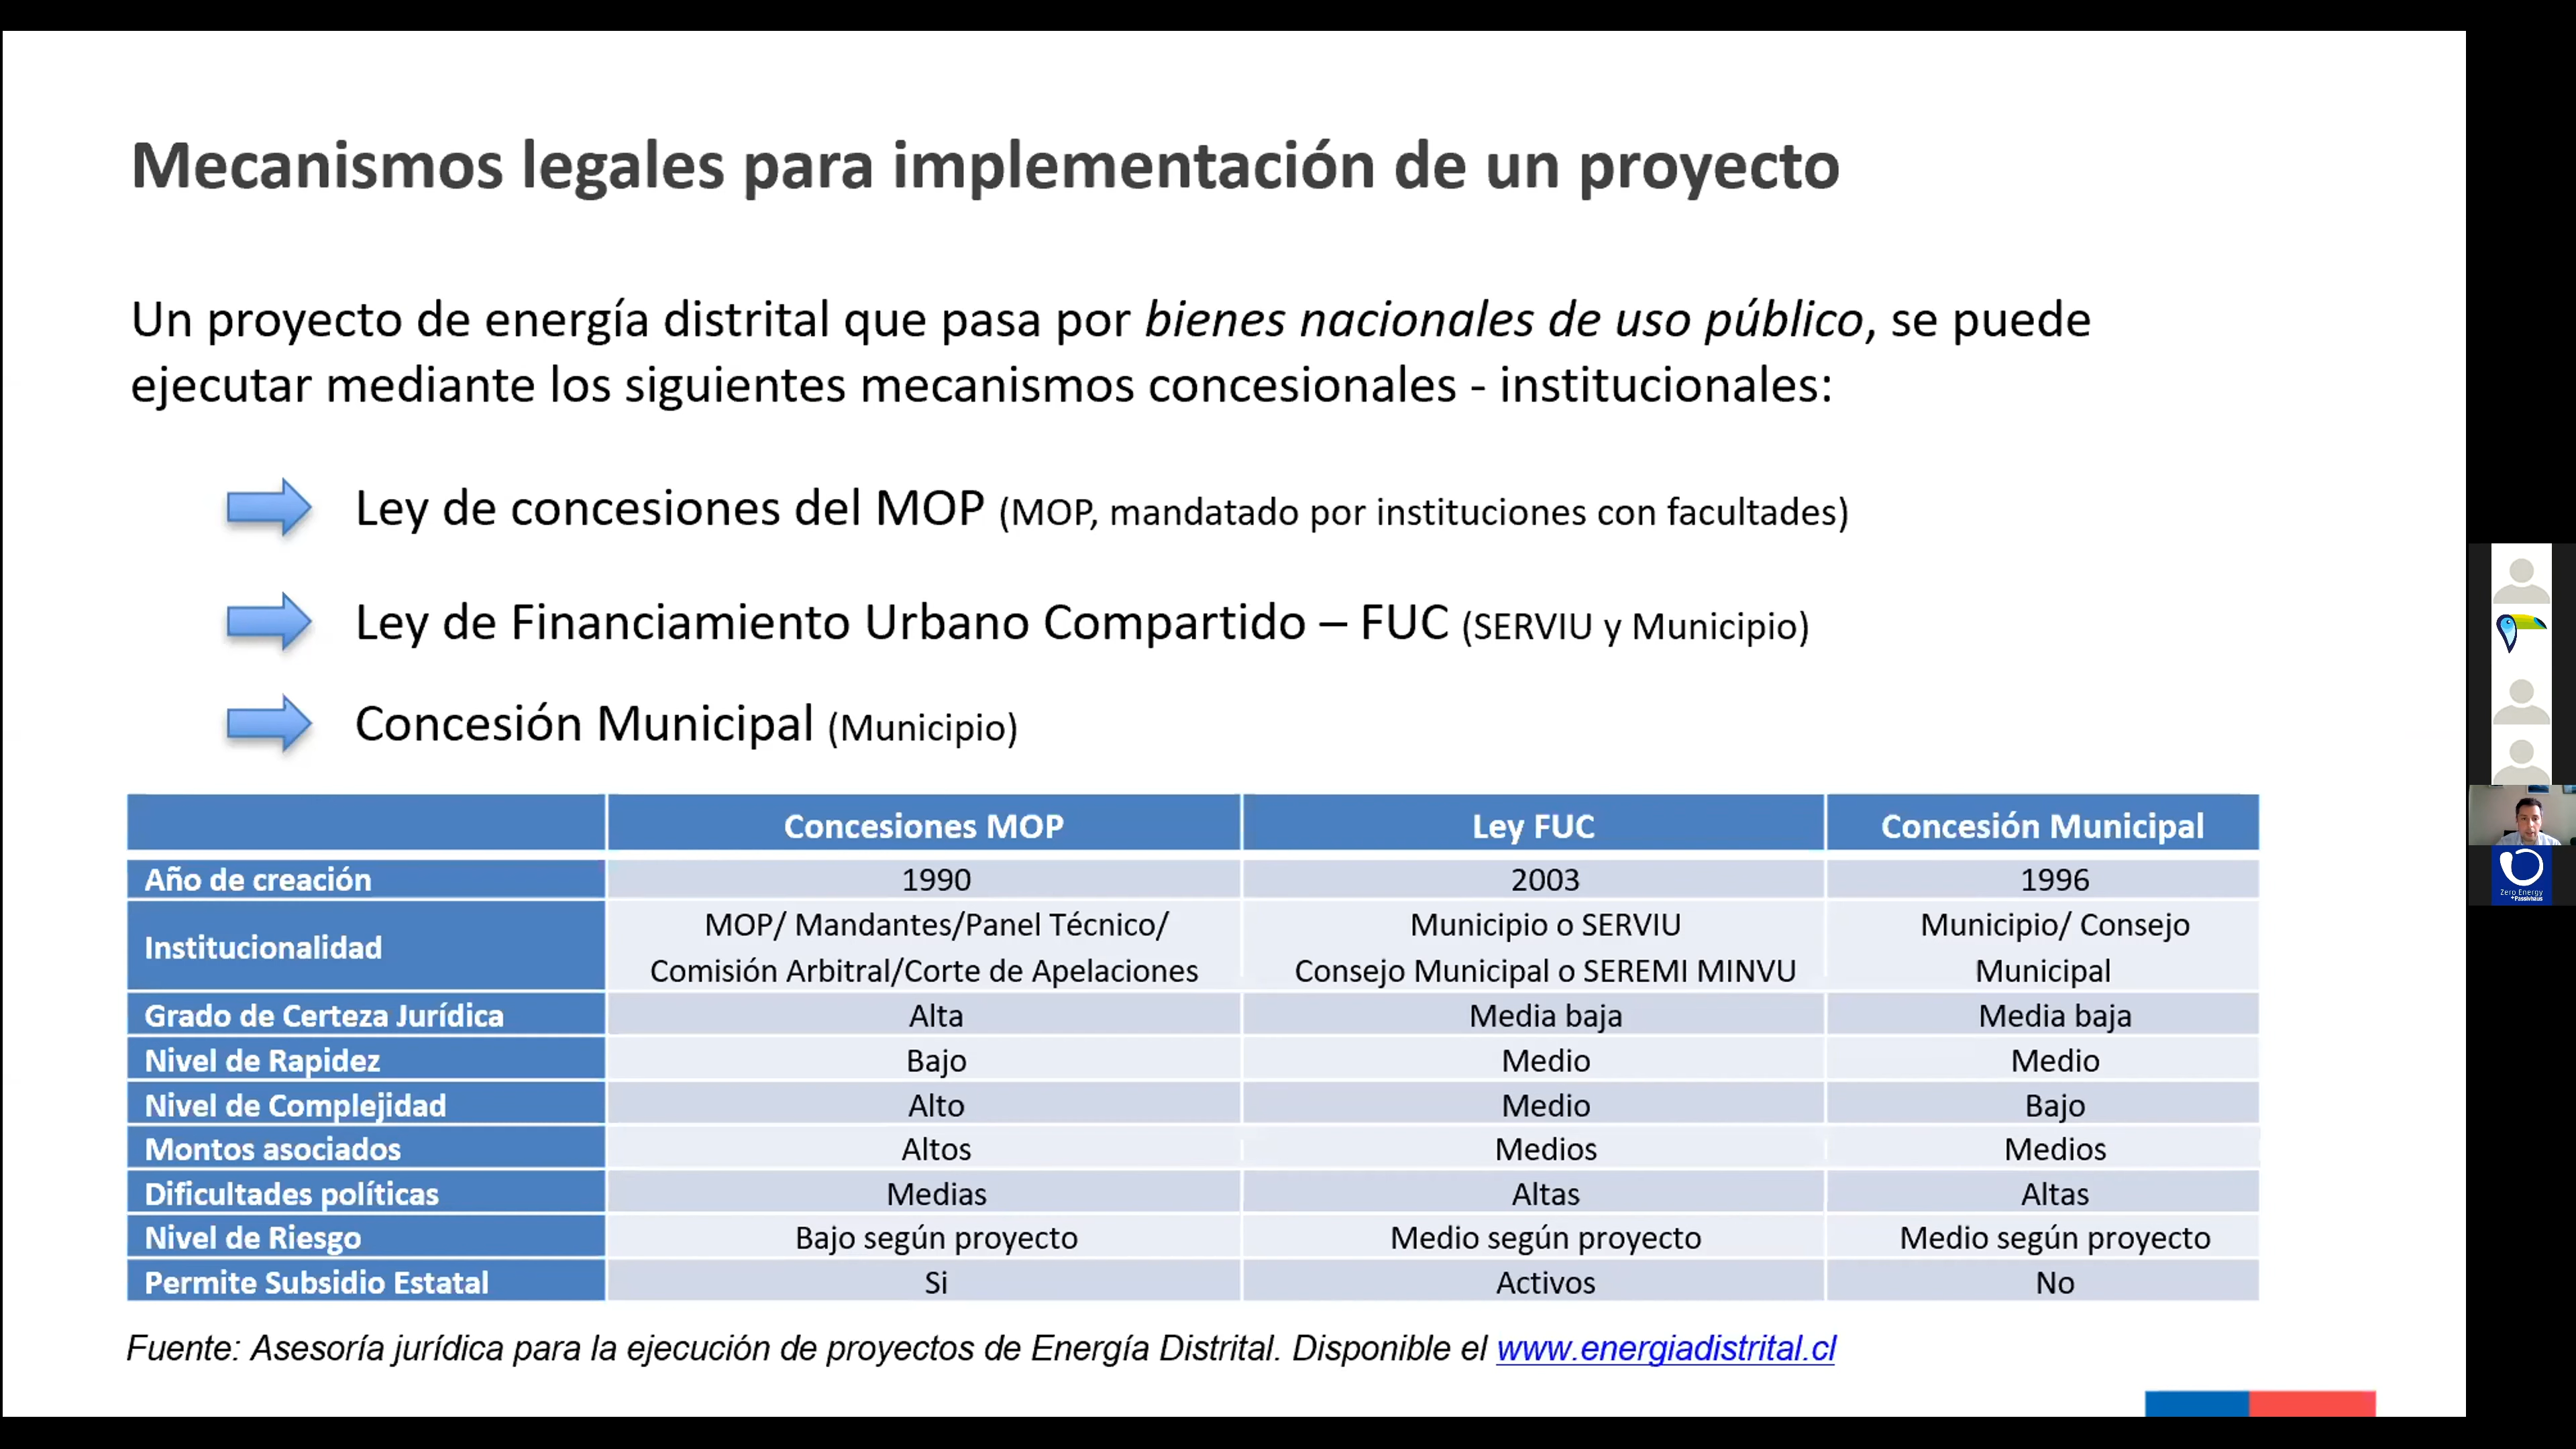 Mecanismos legales para implementación de un proyecto
Un proyecto de energía distrital que pasa por bienes nacionales de uso público, se puede
ejecutar mediante los siguientes mecanismos concesionales - institucionales:
Ley de concesiones del MOP (MOP, mandatado por instituciones con facultades)
Ley de Financiamiento Urbano Compartido – FUC (SERVIU y Municipio)
Concesión Municipal (Municipio)
Concesiones MOP Ley FUC Concesión Municipal
Año de creación 1990 2003 1996
Institucionalidad MOP/ Mandantes/Panel Técnico/ Comisión Arbitral/Corte de Apelaciones Municipio o SERVIU Consejo Municipal o SEREMI MINVU Municipio/ Consejo Municipal
Grado de Certeza Jurídica Alta Media baja Media baja
Nivel de Rapidez Bajo Medio Medio
Nivel de Complejidad Alto Medio Bajo
Montos asociados Altos Medios Medios
Dificultades políticas Medias Altas Altas
Nivel de Riesgo Bajo según proyecto Medio según proyecto Medio según proyecto
Permite Subsidio Estatal Si Activos No
Fuente: Asesoría jurídica para la ejecución de proyectos de Energía Distrital. Disponible el www.energiadistrital.cl
Zero Energy
+Passivhaus